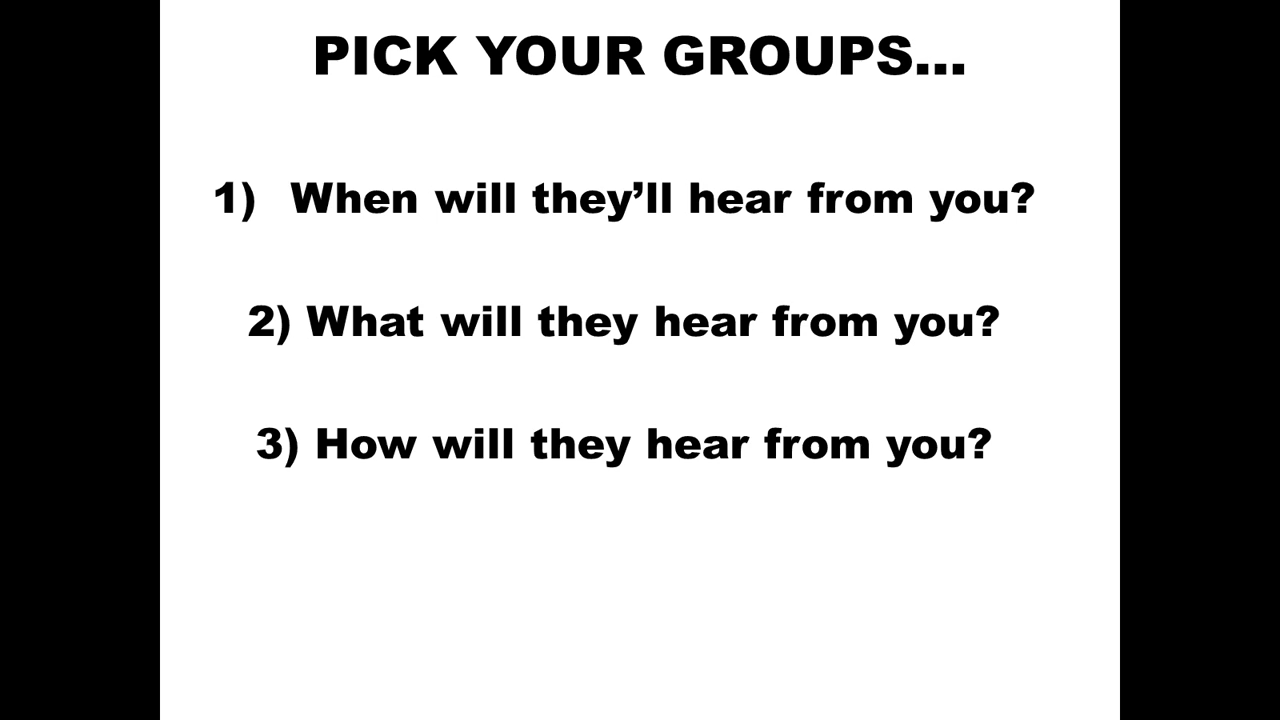 PICK YOUR GROUPS...
1) When will they’ll hear from you?
2) What will they hear from you?
3) How will they hear from you?